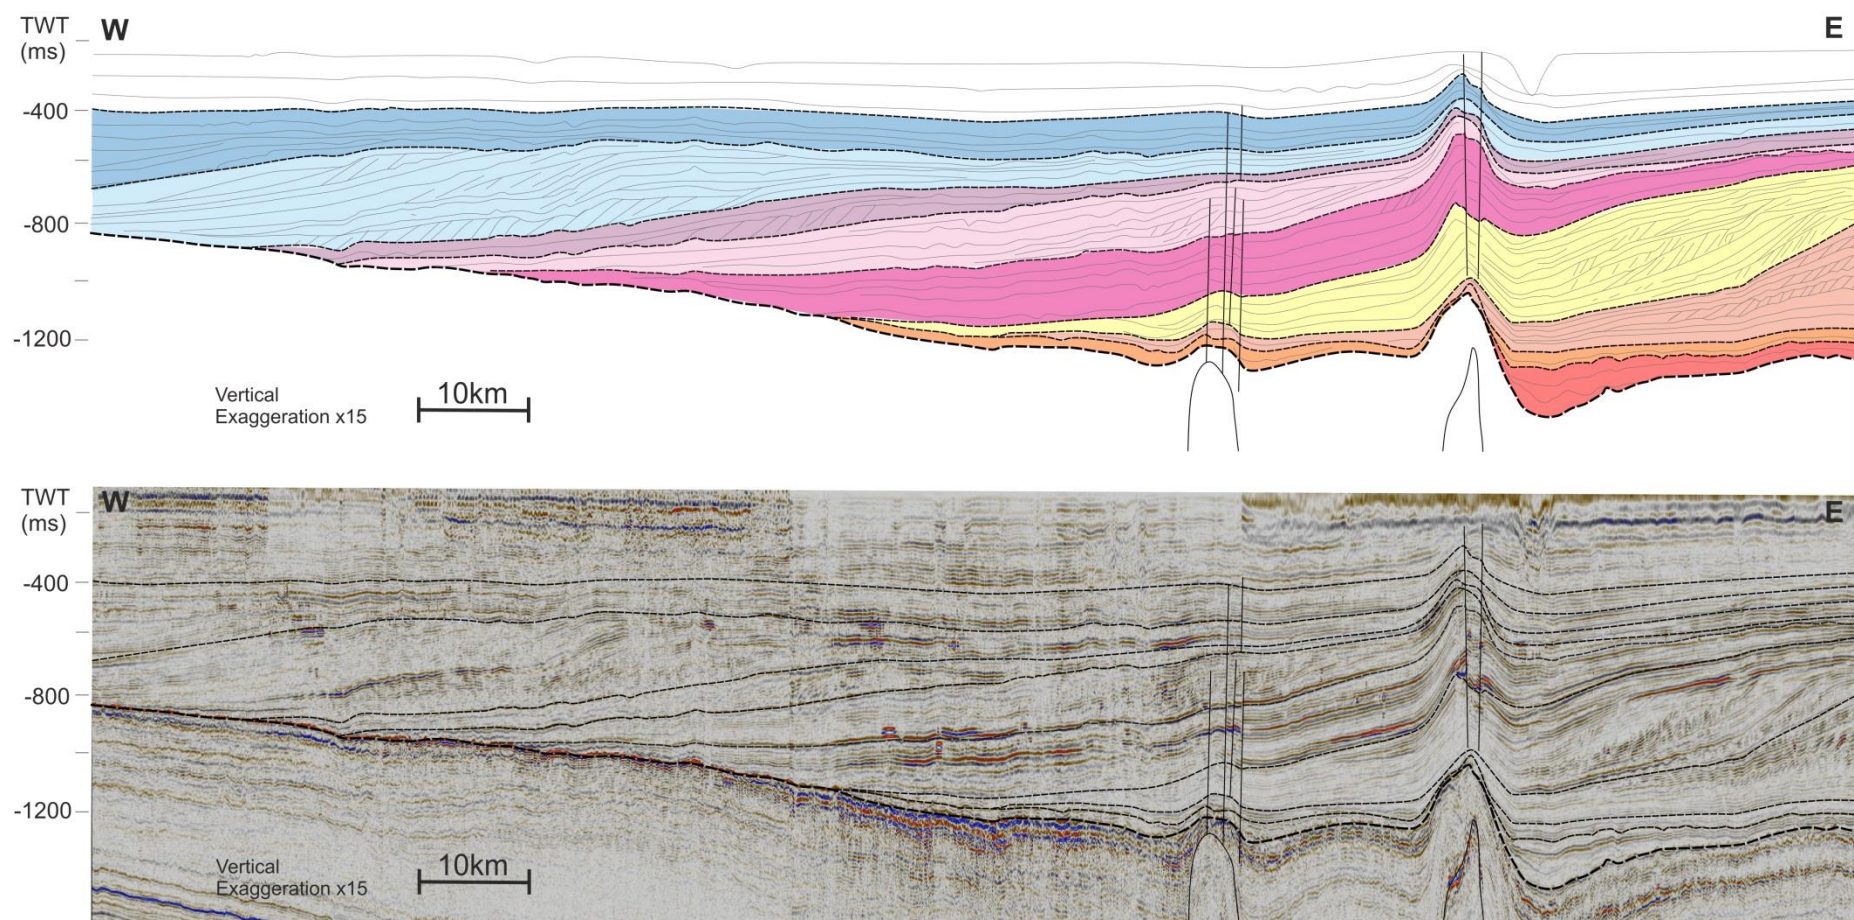 TWT
(ms)
W
E
-400
-800
-1200
Vertical
Exaggeration x15
10km
TWT
(ms)
W
E
-400
-800
-1200
Vertical
Exaggeration x15
10km